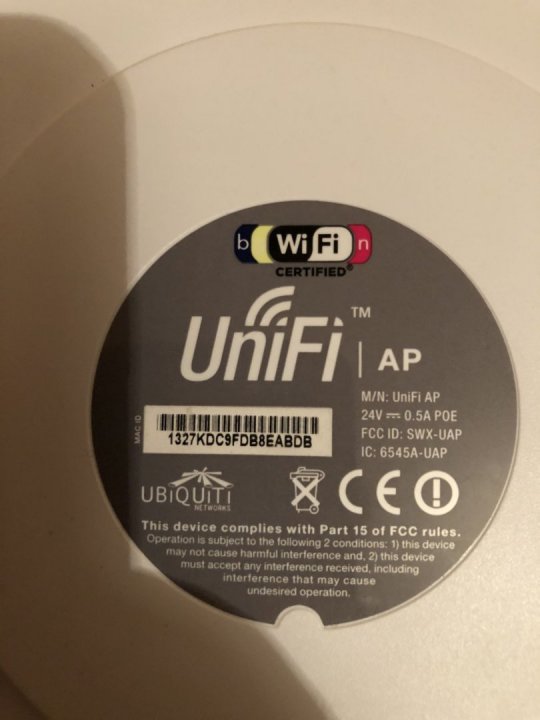 b WiFi n
CERTIFIED®
UniFi™ | AP
M/N: UniFi AP
24V ⎓ 0.5A POE
FCC ID: SWX-UAP
IC: 6545A-UAP
MAC ID
1327KDC9FDB8EABDB
UBiQUiTi
NETWORKS
CE
This device complies with Part 15 of FCC rules.
Operation is subject to the following 2 conditions: 1) this device
may not cause harmful interference and, 2) this device
must accept any interference received, including
interference that may cause
undesired operation.